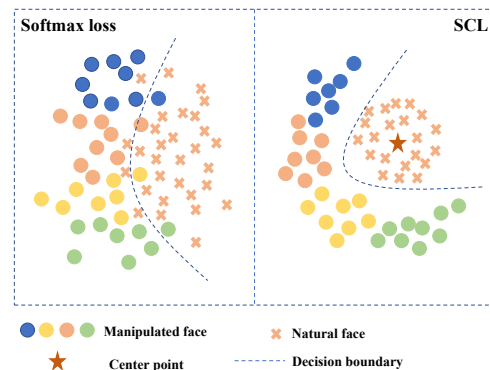 Softmax loss
SCL
Manipulated face
Natural face
Center point
Decision boundary